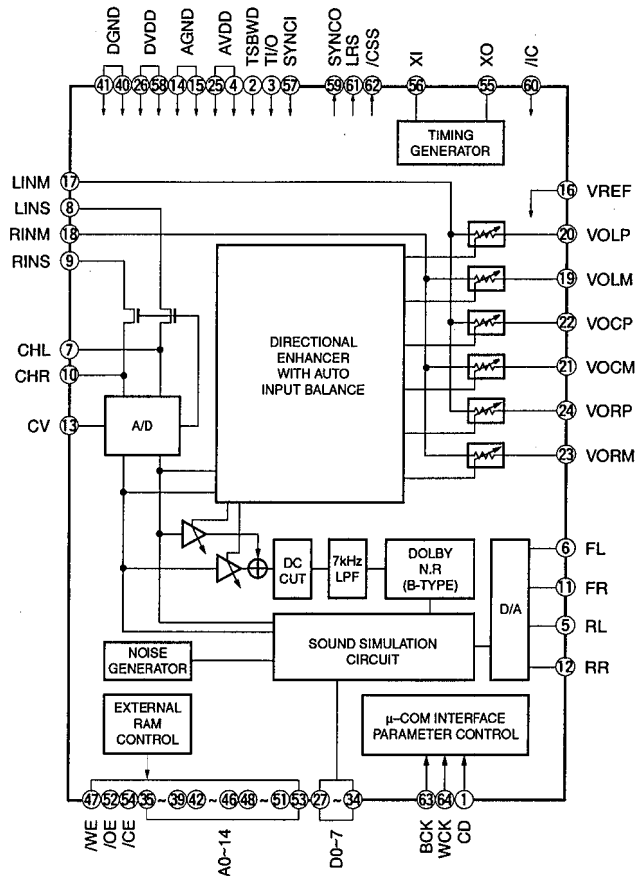 DGND DVDD AGND AVDD TSBWD TI/O SYNCI SYNCO LRS /CSS XI XO /IC
41 40 26 58 14 15 25 4 2 3 57 59 61 62 56 55 60
TIMING
GENERATOR
LINM 17
LINS 8
RINM 18
RINS 9
CHL 7
CHR 10
CV 13
A/D
DIRECTIONAL
ENHANCER
WITH AUTO
INPUT BALANCE
16 VREF
20 VOLP
19 VOLM
22 VOCP
21 VOCM
24 VORP
23 VORM
DC
CUT
7kHz
LPF
DOLBY
N.R
(B-TYPE)
D/A
6 FL
11 FR
5 RL
12 RR
SOUND SIMULATION
CIRCUIT
NOISE
GENERATOR
EXTERNAL
RAM
CONTROL
μ-COM INTERFACE
PARAMETER CONTROL
47 52 54 35 ~ 39 42 ~ 46 48 ~ 51 53 27 ~ 34 63 64 1
/WE /OE /CE A0~14 D0~7 BCK WCK CD